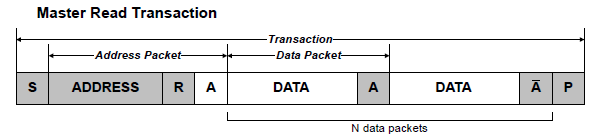 Master Read Transaction
Transaction
Address Packet Data Packet
S ADDRESS R A DATA A DATA A̅ P
N data packets